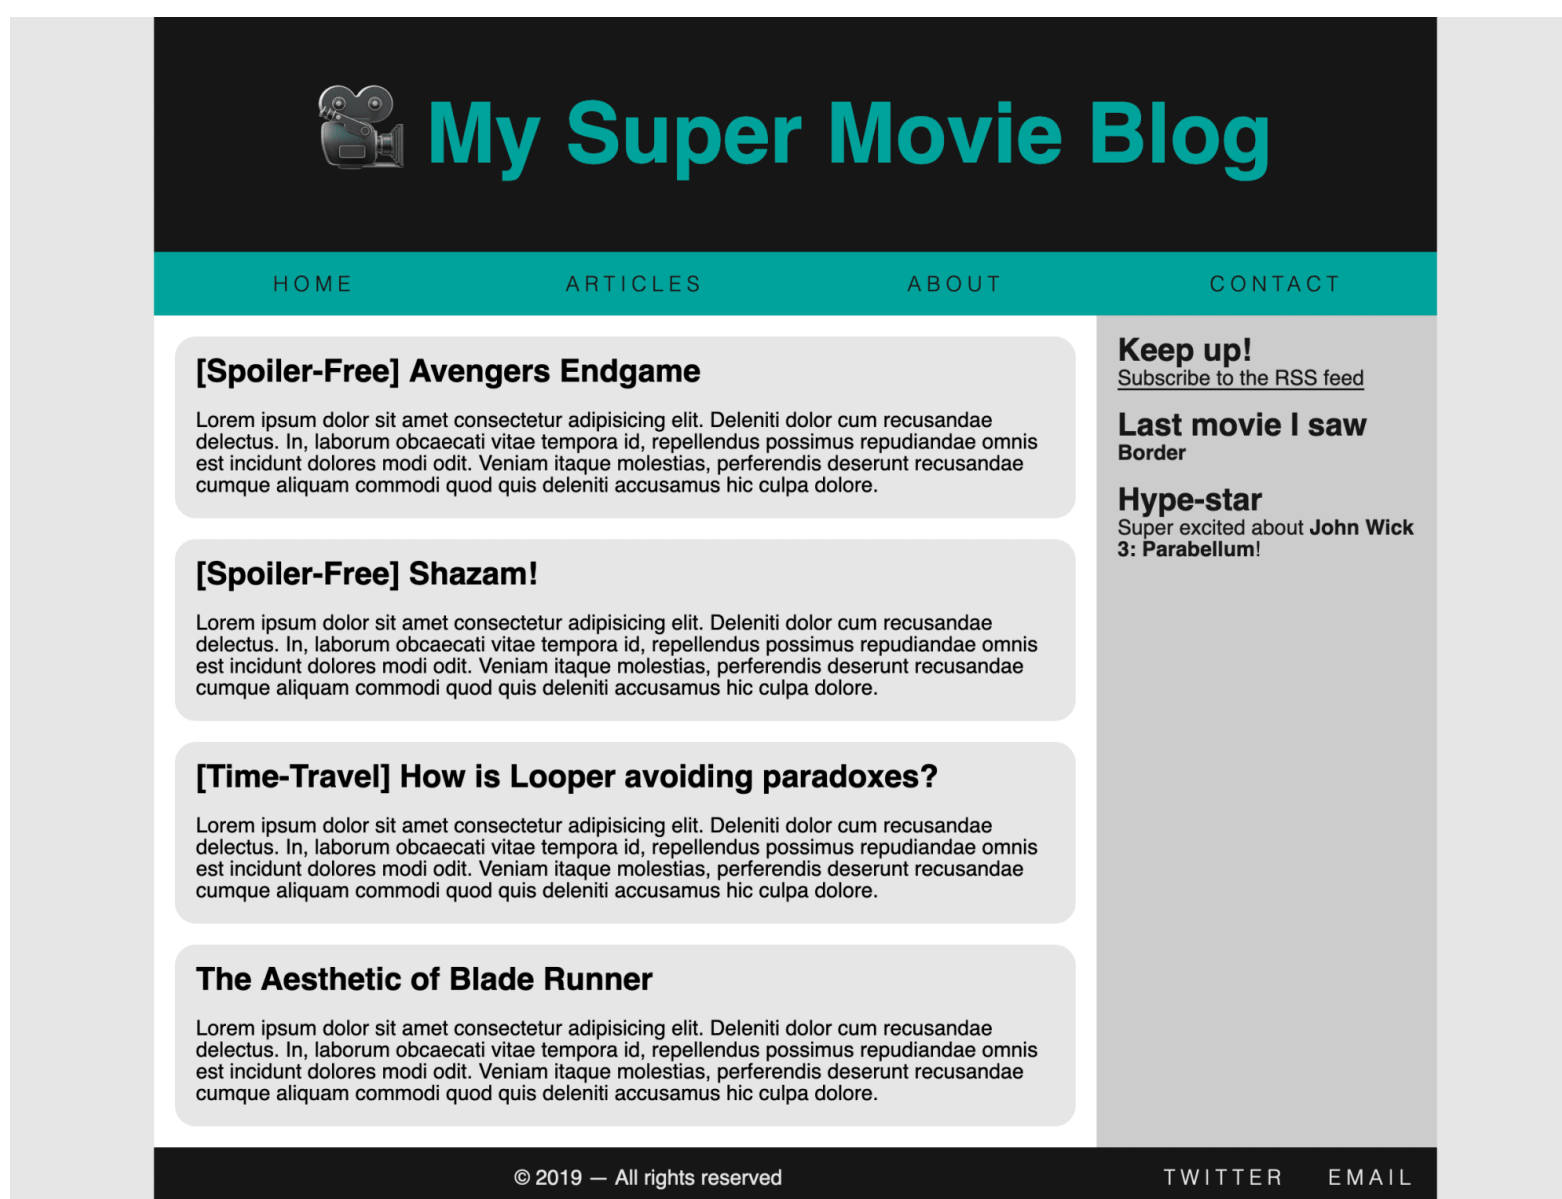 My Super Movie Blog
HOME ARTICLES ABOUT CONTACT
[Spoiler-Free] Avengers Endgame
Lorem ipsum dolor sit amet consectetur adipisicing elit. Deleniti dolor cum recusandae
delectus. In, laborum obcaecati vitae tempora id, repellendus possimus repudiandae omnis
est incidunt dolores modi odit. Veniam itaque molestias, perferendis deserunt recusandae
cumque aliquam commodi quod quis deleniti accusamus hic culpa dolore.
[Spoiler-Free] Shazam!
Lorem ipsum dolor sit amet consectetur adipisicing elit. Deleniti dolor cum recusandae
delectus. In, laborum obcaecati vitae tempora id, repellendus possimus repudiandae omnis
est incidunt dolores modi odit. Veniam itaque molestias, perferendis deserunt recusandae
cumque aliquam commodi quod quis deleniti accusamus hic culpa dolore.
[Time-Travel] How is Looper avoiding paradoxes?
Lorem ipsum dolor sit amet consectetur adipisicing elit. Deleniti dolor cum recusandae
delectus. In, laborum obcaecati vitae tempora id, repellendus possimus repudiandae omnis
est incidunt dolores modi odit. Veniam itaque molestias, perferendis deserunt recusandae
cumque aliquam commodi quod quis deleniti accusamus hic culpa dolore.
The Aesthetic of Blade Runner
Lorem ipsum dolor sit amet consectetur adipisicing elit. Deleniti dolor cum recusandae
delectus. In, laborum obcaecati vitae tempora id, repellendus possimus repudiandae omnis
est incidunt dolores modi odit. Veniam itaque molestias, perferendis deserunt recusandae
cumque aliquam commodi quod quis deleniti accusamus hic culpa dolore.
Keep up!
Subscribe to the RSS feed
Last movie I saw
Border
Hype-star
Super excited about John Wick
3: Parabellum!
© 2019 — All rights reserved
TWITTER EMAIL